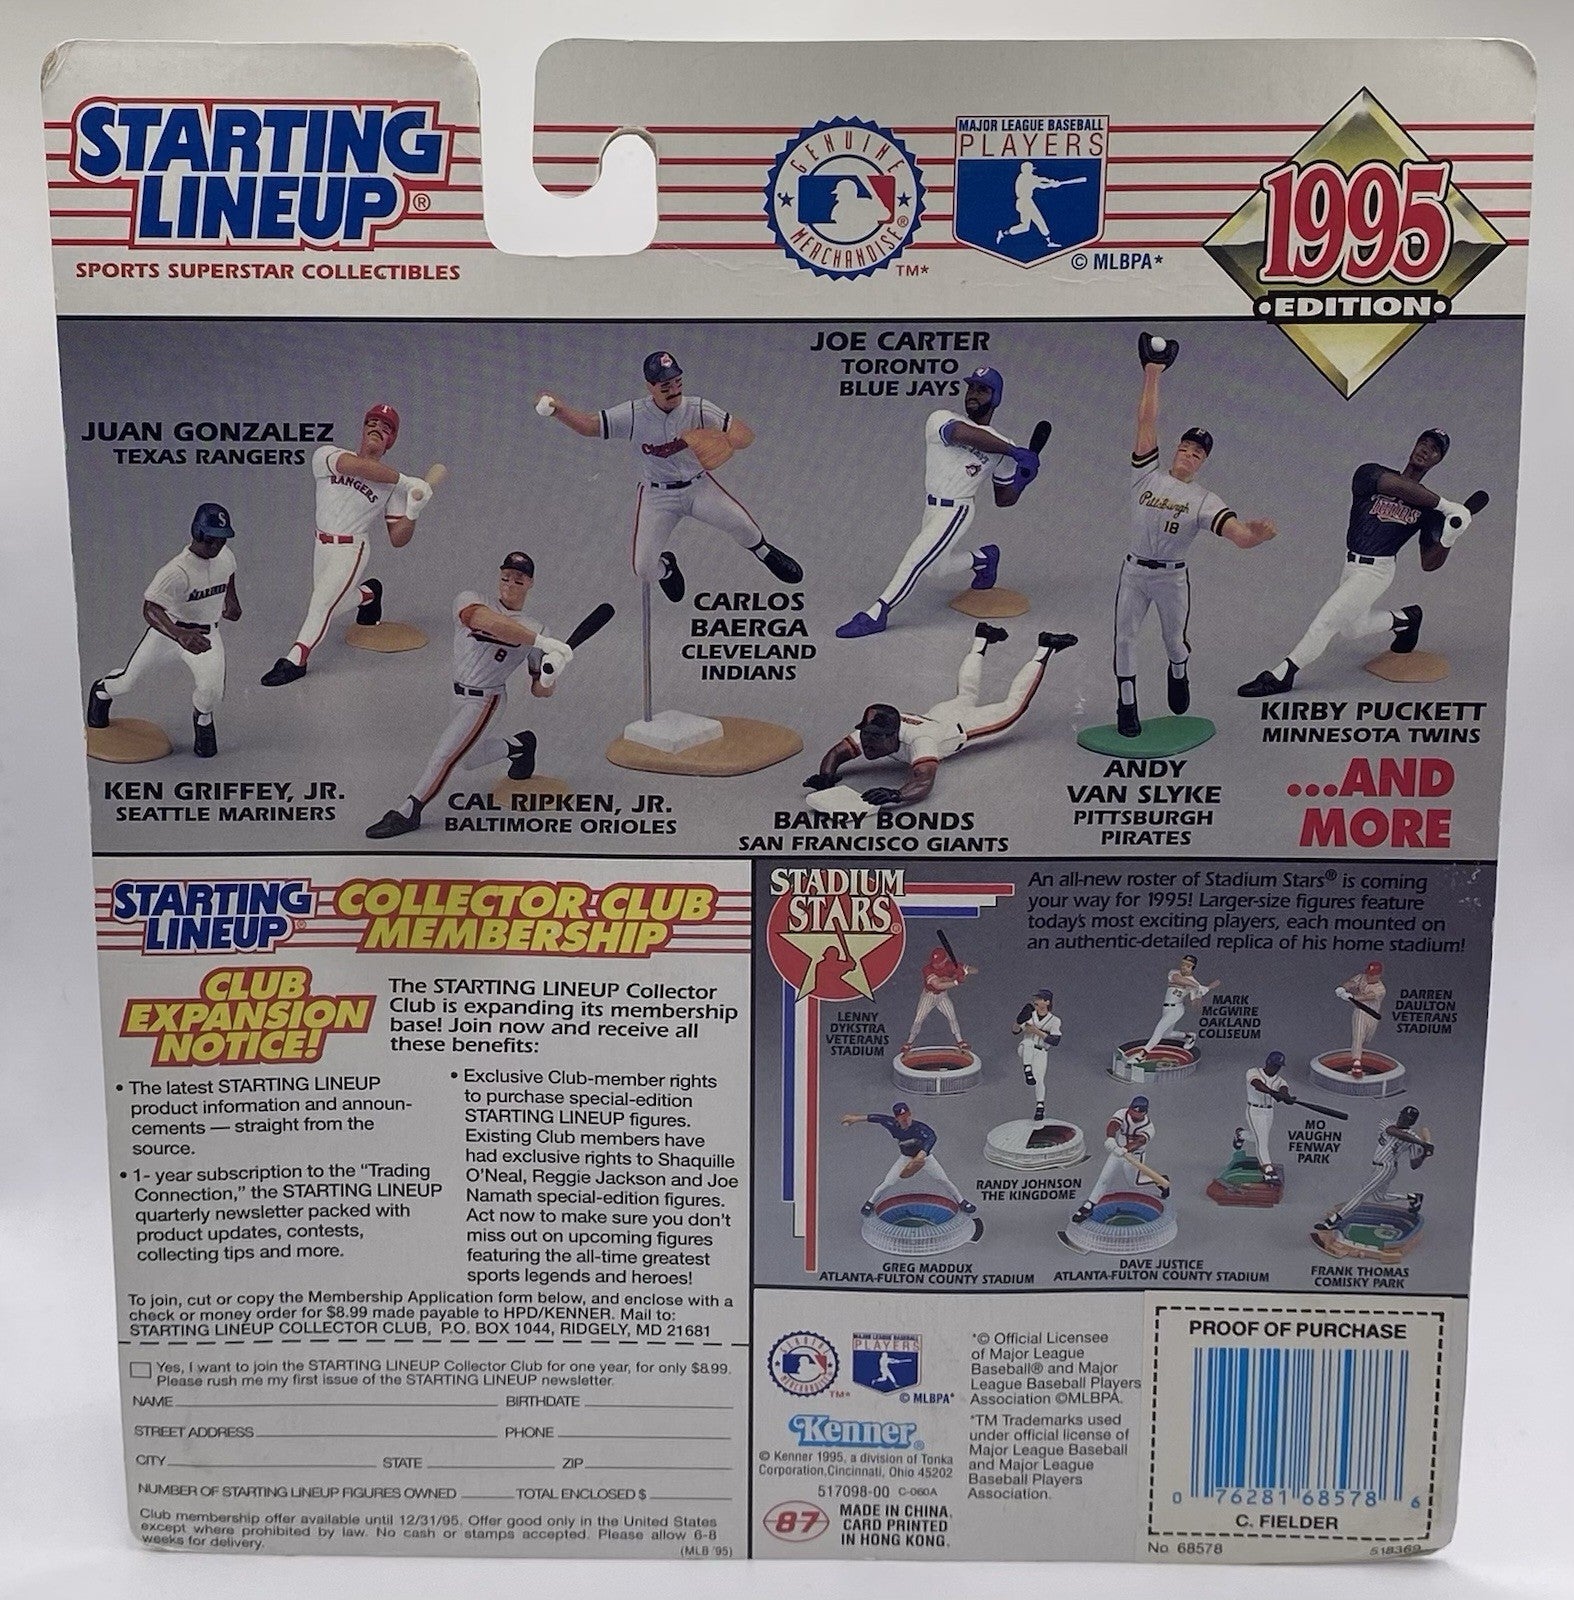 STARTING
LINEUP®
SPORTS SUPERSTAR COLLECTIBLES
GENUINE
MERCHANDISE®
TM*
MAJOR LEAGUE BASEBALL
PLAYERS
© MLBPA*
1995
•EDITION•
JUAN GONZALEZ
TEXAS RANGERS
JOE CARTER
TORONTO
BLUE JAYS
T
RANGERS
S
MARINERS
8
Pittsburgh
18
P
Twins
CARLOS
BAERGA
CLEVELAND
INDIANS
KEN GRIFFEY, JR.
SEATTLE MARINERS
CAL RIPKEN, JR.
BALTIMORE ORIOLES
BARRY BONDS
SAN FRANCISCO GIANTS
ANDY
VAN SLYKE
PITTSBURGH
PIRATES
KIRBY PUCKETT
MINNESOTA TWINS
...AND
MORE
STARTING
LINEUP®
COLLECTOR CLUB
MEMBERSHIP
CLUB
EXPANSION
NOTICE!
The STARTING LINEUP Collector
Club is expanding its membership
base! Join now and receive all
these benefits:
• The latest STARTING LINEUP
product information and announ-
cements — straight from the
source.
• 1- year subscription to the "Trading
Connection," the STARTING LINEUP
quarterly newsletter packed with
product updates, contests,
collecting tips and more.
• Exclusive Club-member rights
to purchase special-edition
STARTING LINEUP figures.
Existing Club members have
had exclusive rights to Shaquille
O'Neal, Reggie Jackson and Joe
Namath special-edition figures.
Act now to make sure you don't
miss out on upcoming figures
featuring the all-time greatest
sports legends and heroes!
To join, cut or copy the Membership Application form below, and enclose with a
check or money order for $8.99 made payable to HPD/KENNER. Mail to:
STARTING LINEUP COLLECTOR CLUB, P.O. BOX 1044, RIDGELY, MD 21681
Yes, I want to join the STARTING LINEUP Collector Club for one year, for only $8.99.
Please rush me my first issue of the STARTING LINEUP newsletter.
NAME BIRTHDATE
STREET ADDRESS PHONE
CITY STATE ZIP
NUMBER OF STARTING LINEUP FIGURES OWNED TOTAL ENCLOSED $
Club membership offer available until 12/31/95. Offer good only in the United States
except where prohibited by law. No cash or stamps accepted. Please allow 6-8
weeks for delivery.
(MLB '95)
STADIUM
STARS®
An all-new roster of Stadium Stars® is coming
your way for 1995! Larger-size figures feature
today's most exciting players, each mounted on
an authentic-detailed replica of his home stadium!
LENNY
DYKSTRA
VETERANS
STADIUM
MARK
McGWIRE
OAKLAND
COLISEUM
DARREN
DAULTON
VETERANS
STADIUM
MO
VAUGHN
FENWAY
PARK
RANDY JOHNSON
THE KINGDOME
GREG MADDUX
ATLANTA-FULTON COUNTY STADIUM
DAVE JUSTICE
ATLANTA-FULTON COUNTY STADIUM
FRANK THOMAS
COMISKY PARK
GENUINE
MERCHANDISE
TM*
MAJOR LEAGUE BASEBALL
PLAYERS
© MLBPA*
Kenner®
© Kenner 1995, a division of Tonka
Corporation, Cincinnati, Ohio 45202
517098-00 C-060A
87
MADE IN CHINA.
CARD PRINTED
IN HONG KONG.
*© Official Licensee
of Major League
Baseball® and Major
League Baseball Players
Association ©MLBPA.
*TM Trademarks used
under official license of
Major League Baseball
and Major League
Baseball Players
Association.
PROOF OF PURCHASE
0 76281 68578 6
C. FIELDER
No. 68578
518369